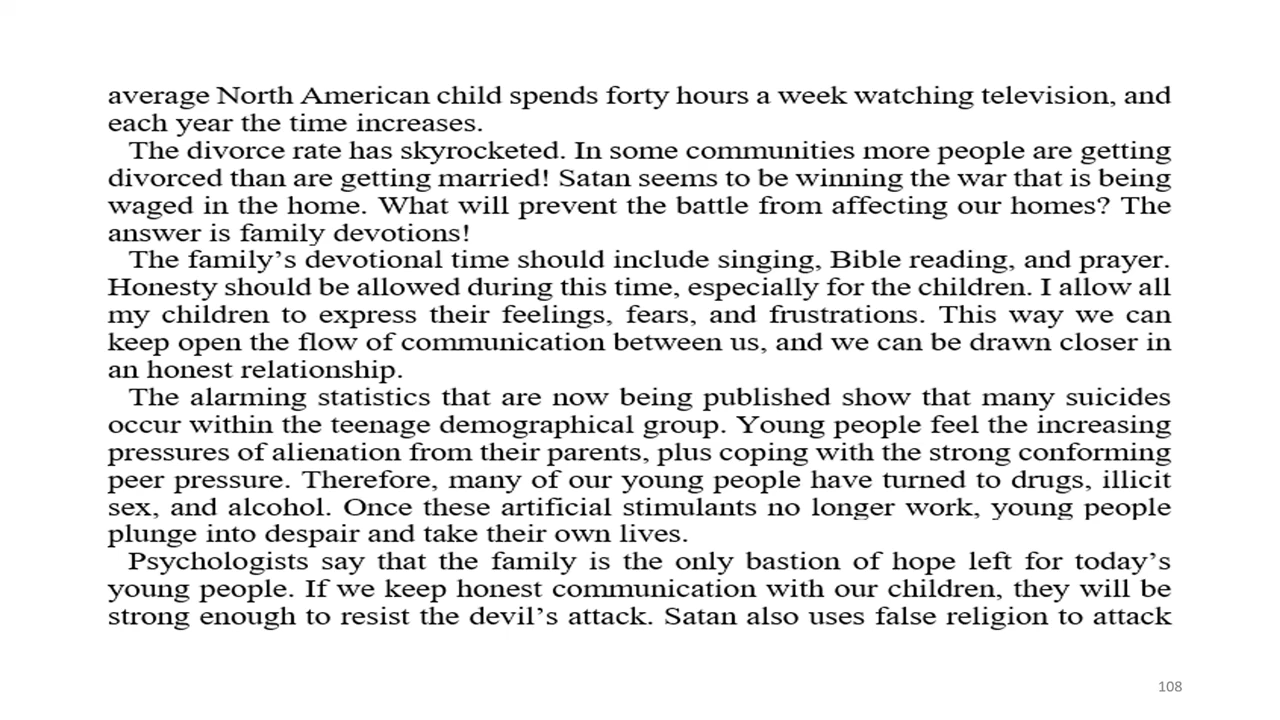 average North American child spends forty hours a week watching television, and
each year the time increases.
The divorce rate has skyrocketed. In some communities more people are getting
divorced than are getting married! Satan seems to be winning the war that is being
waged in the home. What will prevent the battle from affecting our homes? The
answer is family devotions!
The family’s devotional time should include singing, Bible reading, and prayer.
Honesty should be allowed during this time, especially for the children. I allow all
my children to express their feelings, fears, and frustrations. This way we can
keep open the flow of communication between us, and we can be drawn closer in
an honest relationship.
The alarming statistics that are now being published show that many suicides
occur within the teenage demographical group. Young people feel the increasing
pressures of alienation from their parents, plus coping with the strong conforming
peer pressure. Therefore, many of our young people have turned to drugs, illicit
sex, and alcohol. Once these artificial stimulants no longer work, young people
plunge into despair and take their own lives.
Psychologists say that the family is the only bastion of hope left for today’s
young people. If we keep honest communication with our children, they will be
strong enough to resist the devil’s attack. Satan also uses false religion to attack
108